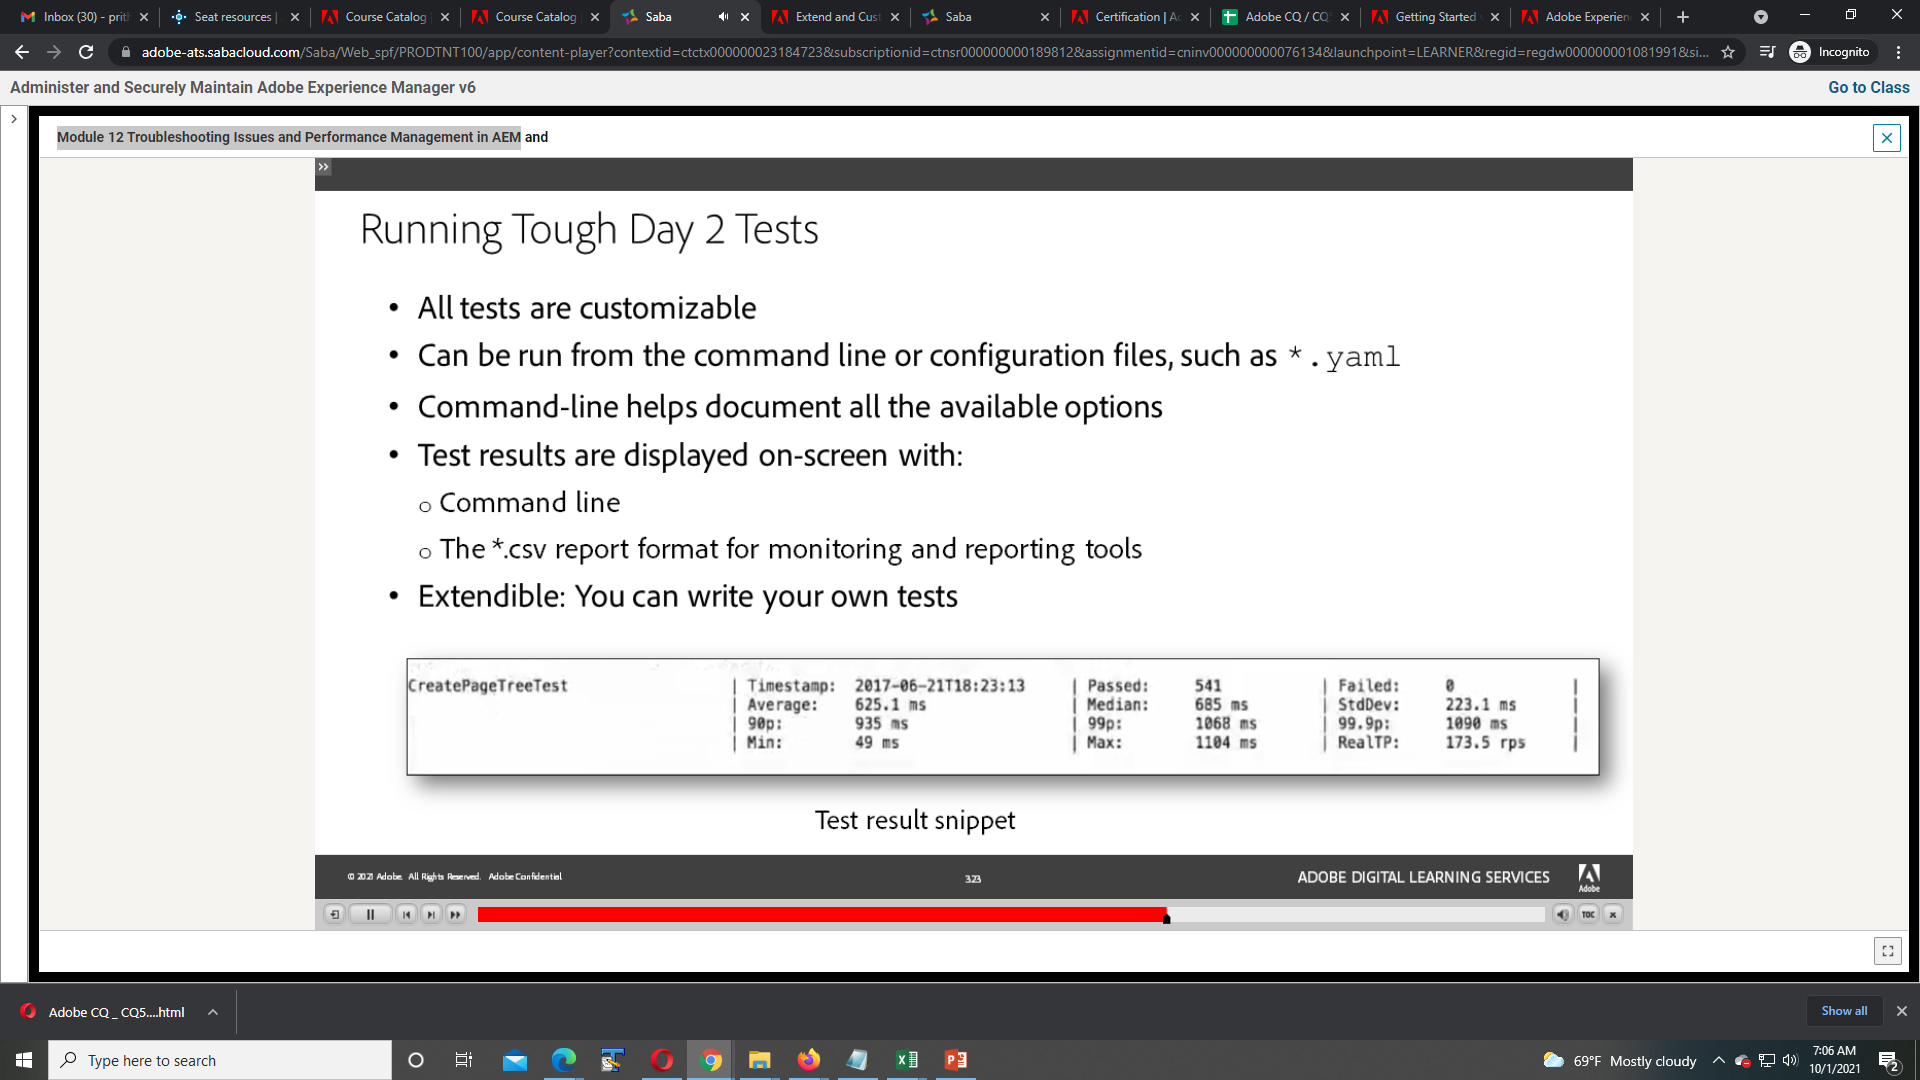 Inbox (30) - prith
Seat resources |
Course Catalog
Course Catalog
Saba
Extend and Cust
Saba
Certification | Ad
Adobe CQ / CQ5
Getting Started
Adobe Experien
adobe-ats.sabacloud.com/Saba/Web_spf/PRODTNT100/app/content-player?contextid=ctctx000000023184723&subscriptionid=ctnsr0000000000189812&assignmentid=cninv000000000076134&launchpoint=LEARNER&regid=regdw000000001081991&si...
Incognito
Administer and Securely Maintain Adobe Experience Manager v6
Go to Class
Module 12 Troubleshooting Issues and Performance Management in AEM and
Running Tough Day 2 Tests
• All tests are customizable
• Can be run from the command line or configuration files, such as *.yaml
• Command-line helps document all the available options
• Test results are displayed on-screen with:
o Command line
o The *.csv report format for monitoring and reporting tools
• Extendible: You can write your own tests
CreatePageTreeTest | Timestamp: 2017-06-21T18:23:13 | Passed: 541 | Failed: 0 |
| Average: 625.1 ms | Median: 685 ms | StdDev: 223.1 ms |
| 90p: 935 ms | 99p: 1068 ms | 99.9p: 1090 ms |
| Min: 49 ms | Max: 1104 ms | RealTP: 173.5 rps |
Test result snippet
© 2021 Adobe. All Rights Reserved. Adobe Confidential
323
ADOBE DIGITAL LEARNING SERVICES
Adobe
TOC
Adobe CQ _ CQ5....html
Show all
Type here to search
69°F Mostly cloudy
7:06 AM
10/1/2021
2